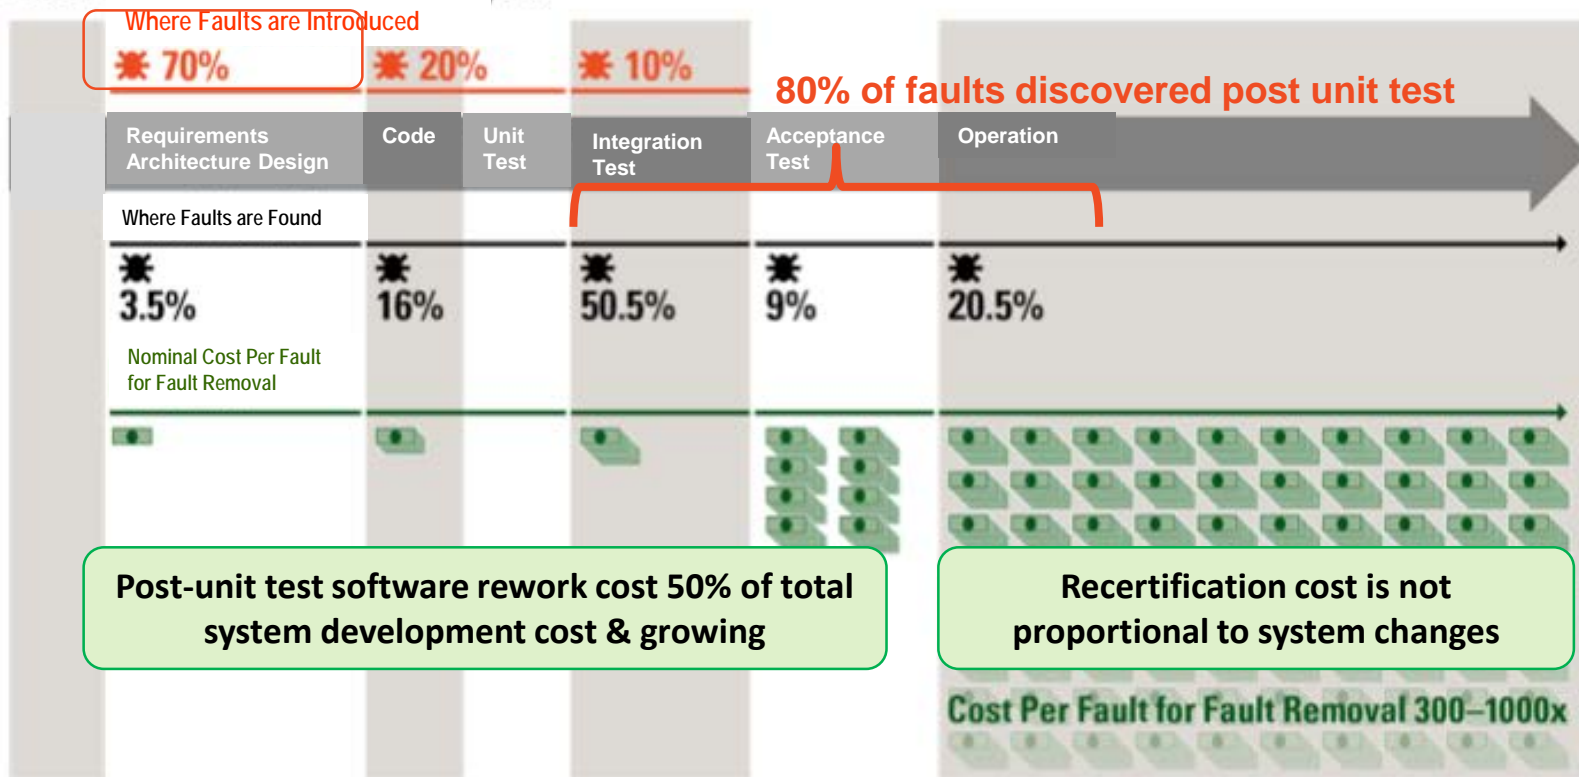 Where Faults are Introduced
70%
20%
10%
80% of faults discovered post unit test
Requirements
Architecture Design
Code
Unit
Test
Integration
Test
Acceptance
Test
Operation
Where Faults are Found
3.5%
16%
50.5%
9%
20.5%
Nominal Cost Per Fault
for Fault Removal
Post-unit test software rework cost 50% of total
system development cost & growing
Recertification cost is not
proportional to system changes
Cost Per Fault for Fault Removal 300–1000x